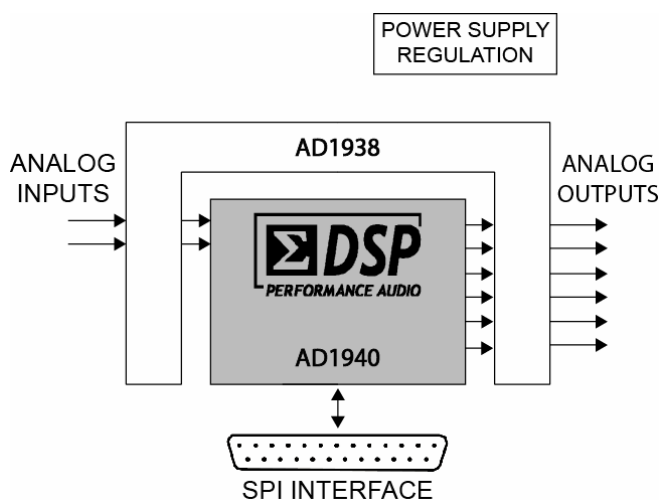 POWER SUPPLY
REGULATION
AD1938
ANALOG
INPUTS
ANALOG
OUTPUTS
Σ DSP
PERFORMANCE AUDIO
AD1940
SPI INTERFACE